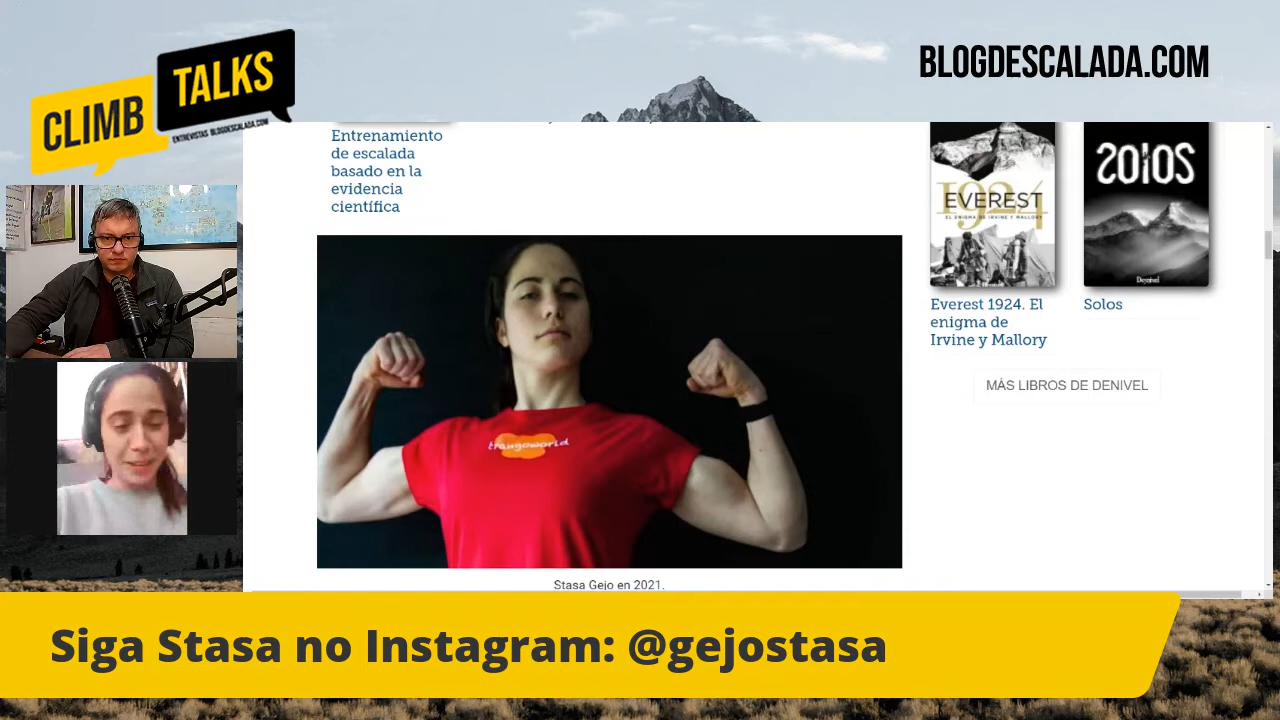 CLIMB
TALKS
ENTREVISTAS BLOGDESCALADA.COM
BLOGDESCALADA.COM
Entrenamiento
de escalada
basado en la
evidencia
científica
1924
EVEREST
EL ENIGMA DE IRVINE Y MALLORY
SOlOS
Desnivel
Everest 1924. El
enigma de
Irvine y Mallory
Solos
MÁS LIBROS DE DENIVEL
trangoworld
Stasa Gejo en 2021.
Siga Stasa no Instagram: @gejostasa